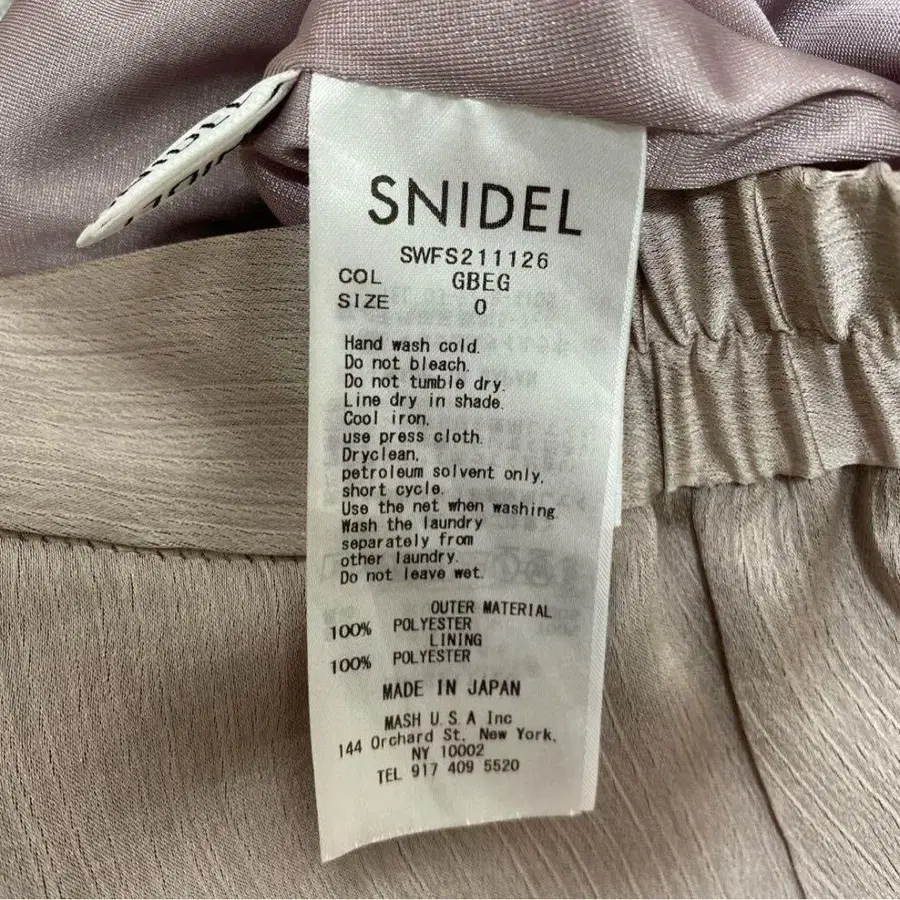 SNIDEL
SWFS211126
COL GBEG
SIZE 0
Hand wash cold.
Do not bleach.
Do not tumble dry.
Line dry in shade.
Cool iron,
use press cloth.
Dryclean,
petroleum solvent only,
short cycle.
Use the net when washing.
Wash the laundry
separately from
other laundry.
Do not leave wet.
OUTER MATERIAL
100% POLYESTER
LINING
100% POLYESTER
MADE IN JAPAN
MASH U.S.A Inc
144 Orchard St, New York,
NY 10002
TEL 917 409 5520